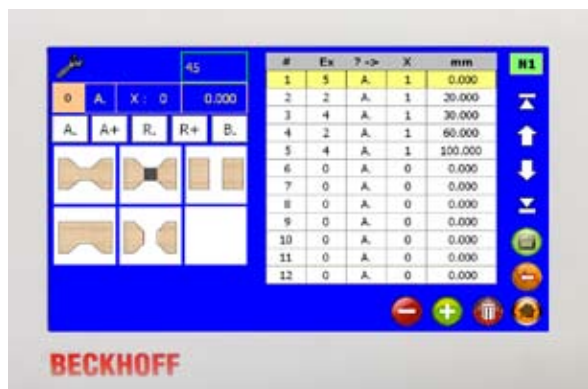 45
0 A. X: 0 0.000
A. A+ R. R+ B.
# Ex ? -> X mm
1 5 A. 1 0.000
2 2 A. 1 20.000
3 4 A. 1 30.000
4 2 A. 1 60.000
5 4 A. 1 100.000
6 0 A. 0 0.000
7 0 A. 0 0.000
8 0 A. 0 0.000
9 0 A. 0 0.000
10 0 A. 0 0.000
11 0 A. 0 0.000
12 0 A. 0 0.000
N1
BECKHOFF